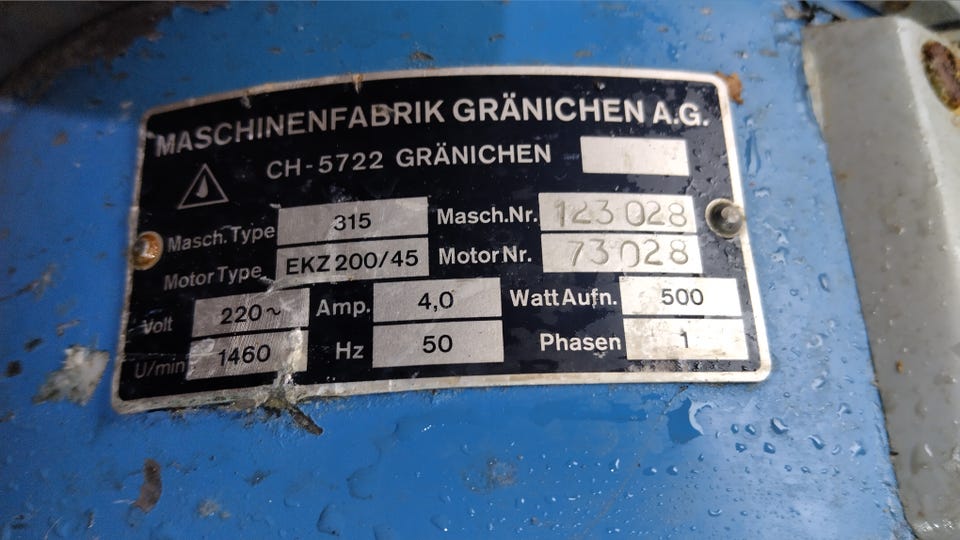 MASCHINENFABRIK GRÄNICHEN A.G.
CH-5722 GRÄNICHEN
Masch.Type 315 Masch.Nr. 123 028
Motor Type EKZ 200/45 Motor Nr. 73 028
Volt 220~ Amp. 4,0 Watt Aufn. 500
U/min 1460 Hz 50 Phasen 1